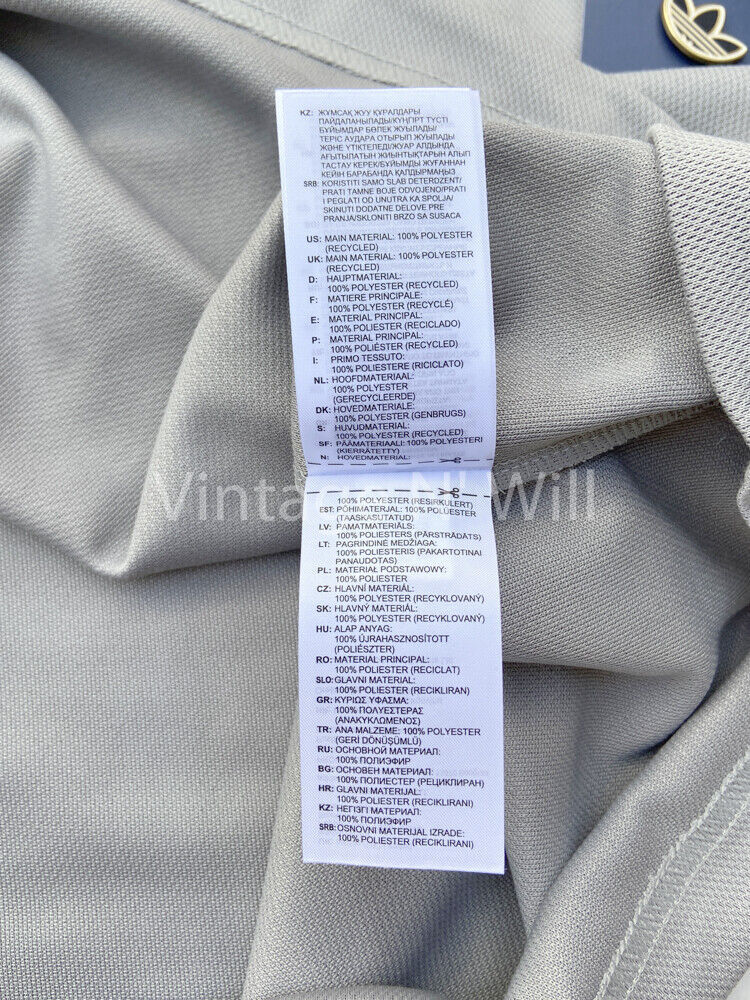 KZ: ЖҰМСАҚ ЖУУ ҚҰРАЛДАРЫ
ПАЙДАЛАНЫЛАДЫ/КҮҢГІРТ ТҮСТІ
БҰЙЫМДАР БӨЛЕК ЖУЫЛАДЫ/
ТЕРІС АУДАРА ОТЫРЫП ЖУЫЛАДЫ
ЖӘНЕ ҮТІКТЕЛЕДІ/ЖУАР АЛДЫНДА
АҒЫТЫЛАТЫН ЖИЫНТЫҚТАРЫН АЛЫП
ТАСТАУ КЕРЕК/БҰЙЫМДЫ ЖУҒАННАН
КЕЙІН БАРАБАНДА ҚАЛДЫРМАҢЫЗ
SRB: KORISTITI SAMO SLAB DETERDZENT/
PRATI TAMNE BOJE ODVOJENO/PRATI
I PEGLATI OD UNUTRA KA SPOLJA/
SKINUTI DODATNE DELOVE PRE
PRANJA/SKLONITI BRZO SA SUSACA
US: MAIN MATERIAL: 100% POLYESTER
(RECYCLED)
UK: MAIN MATERIAL: 100% POLYESTER
(RECYCLED)
D: HAUPTMATERIAL:
100% POLYESTER (RECYCLED)
F: MATIERE PRINCIPALE:
100% POLYESTER (RECYCLÉ)
E: MATERIAL PRINCIPAL:
100% POLIESTER (RECICLADO)
P: MATERIAL PRINCIPAL:
100% POLIÉSTER (RECYCLED)
I: PRIMO TESSUTO:
100% POLIESTERE (RICICLATO)
NL: HOOFDMATERIAAL:
100% POLYESTER
(GERECYCLEERDE)
DK: HOVEDMATERIALE:
100% POLYESTER (GENBRUGS)
S: HUVUDMATERIAL:
100% POLYESTER (RECYCLED)
SF: PÄÄMATERIAALI: 100% POLYESTERI
(KIERRÄTETTY)
N: HOVEDMATERIAL:
100% POLYESTER (RESIRKULERT)
EST: PÕHIMATERJAL: 100% POLÜESTER
(TAASKASUTATUD)
LV: PAMATMATERIĀLS:
100% POLIESTERS (PĀRSTRĀDĀTS)
LT: PAGRINDINĖ MEDŽIAGA:
100% POLIESTERIS (PAKARTOTINAI
PANAUDOTAS)
PL: MATERIAŁ PODSTAWOWY:
100% POLIESTER
CZ: HLAVNÍ MATERIÁL:
100% POLYESTER (RECYKLOVANÝ)
SK: HLAVNÝ MATERIÁL:
100% POLYESTER (RECYKLOVANÝ)
HU: ALAP ANYAG:
100% ÚJRAHASZNOSÍTOTT
(POLIÉSZTER)
RO: MATERIAL PRINCIPAL:
100% POLIESTER (RECICLAT)
SLO: GLAVNI MATERIAL:
100% POLIESTER (RECIKLIRAN)
GR: ΚΥΡΙΩΣ ΥΦΑΣΜΑ:
100% ΠΟΛΥΕΣΤΕΡΑΣ
(ΑΝΑΚΥΚΛΩΜΕΝΟΣ)
TR: ANA MALZEME: 100% POLYESTER
(GERİ DÖNÜŞÜMLÜ)
RU: ОСНОВНОЙ МАТЕРИАЛ:
100% ПОЛИЭФИР
BG: ОСНОВЕН МАТЕРИАЛ:
100% ПОЛИЕСТЕР (РЕЦИКЛИРАН)
HR: GLAVNI MATERIJAL:
100% POLIESTER (RECIKLIRANI)
KZ: НЕГІЗГІ МАТЕРИАЛ:
100% ПОЛИЭФИР
SRB: OSNOVNI MATERIJAL IZRADE:
100% POLIESTER (RECIKLIRANI)
Vintage N Will